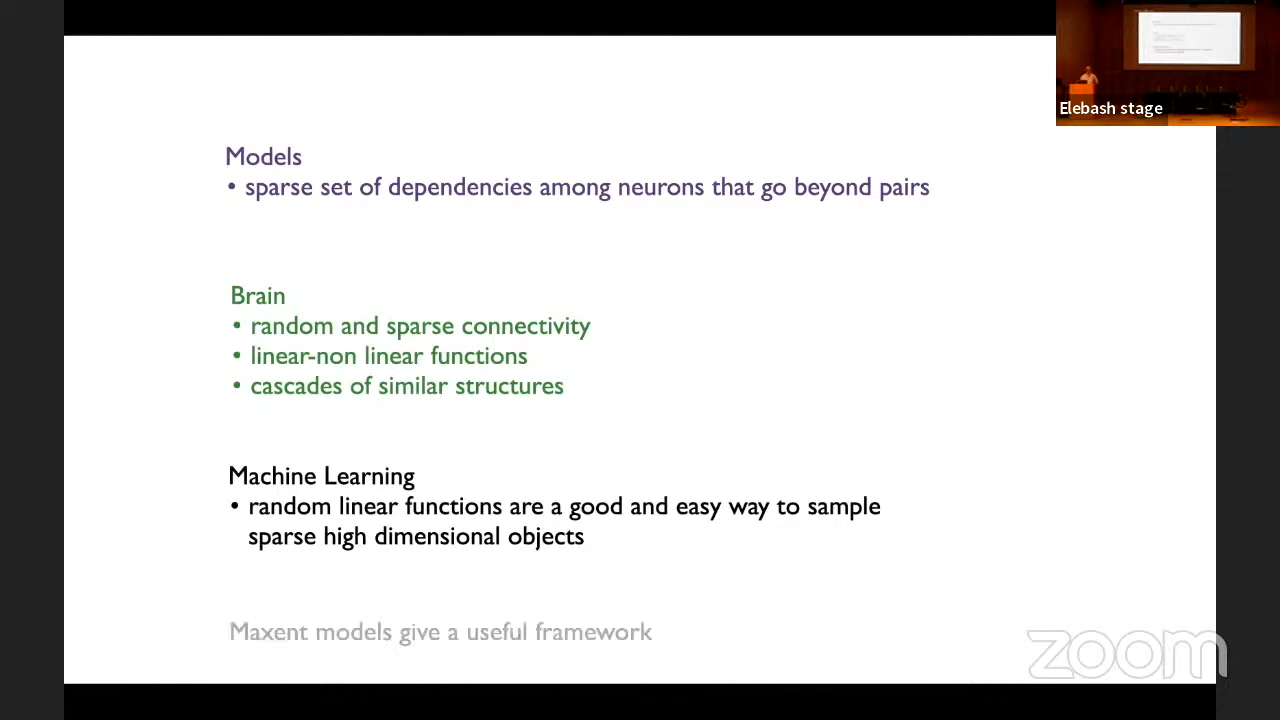 Elebash stage
Models
• sparse set of dependencies among neurons that go beyond pairs
Brain
• random and sparse connectivity
• linear-non linear functions
• cascades of similar structures
Machine Learning
• random linear functions are a good and easy way to sample
sparse high dimensional objects
Maxent models give a useful framework
zoom